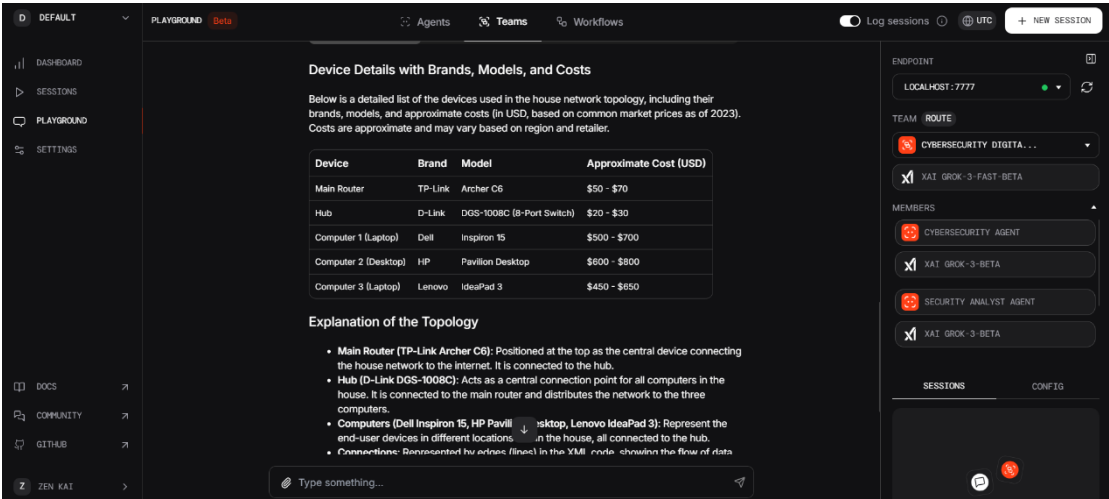 D DEFAULT
PLAYGROUND Beta
Agents
Teams
Workflows
Log sessions
UTC
+ NEW SESSION
DASHBOARD
SESSIONS
PLAYGROUND
SETTINGS
DOCS
COMMUNITY
GITHUB
Z ZEN KAI
Device Details with Brands, Models, and Costs
Below is a detailed list of the devices used in the house network topology, including their
brands, models, and approximate costs (in USD, based on common market prices as of 2023).
Costs are approximate and may vary based on region and retailer.
Device Brand Model Approximate Cost (USD)
Main Router TP-Link Archer C6 $50 - $70
Hub D-Link DGS-1008C (8-Port Switch) $20 - $30
Computer 1 (Laptop) Dell Inspiron 15 $500 - $700
Computer 2 (Desktop) HP Pavilion Desktop $600 - $800
Computer 3 (Laptop) Lenovo IdeaPad 3 $450 - $650
Explanation of the Topology
• Main Router (TP-Link Archer C6): Positioned at the top as the central device connecting
the house network to the internet. It is connected to the hub.
• Hub (D-Link DGS-1008C): Acts as a central connection point for all computers in the
house. It is connected to the main router and distributes the network to the three
computers.
• Computers (Dell Inspiron 15, HP Pavili esktop, Lenovo IdeaPad 3): Represent the
end-user devices in different locations in the house, all connected to the hub.
• Connections: Represented by edges (lines) in the XML code, showing the flow of data
Type something...
ENDPOINT
LOCALHOST:7777
TEAM ROUTE
CYBERSECURITY DIGITA...
XAI GROK-3-FAST-BETA
MEMBERS
CYBERSECURITY AGENT
XAI GROK-3-BETA
SECURITY ANALYST AGENT
XAI GROK-3-BETA
SESSIONS
CONFIG